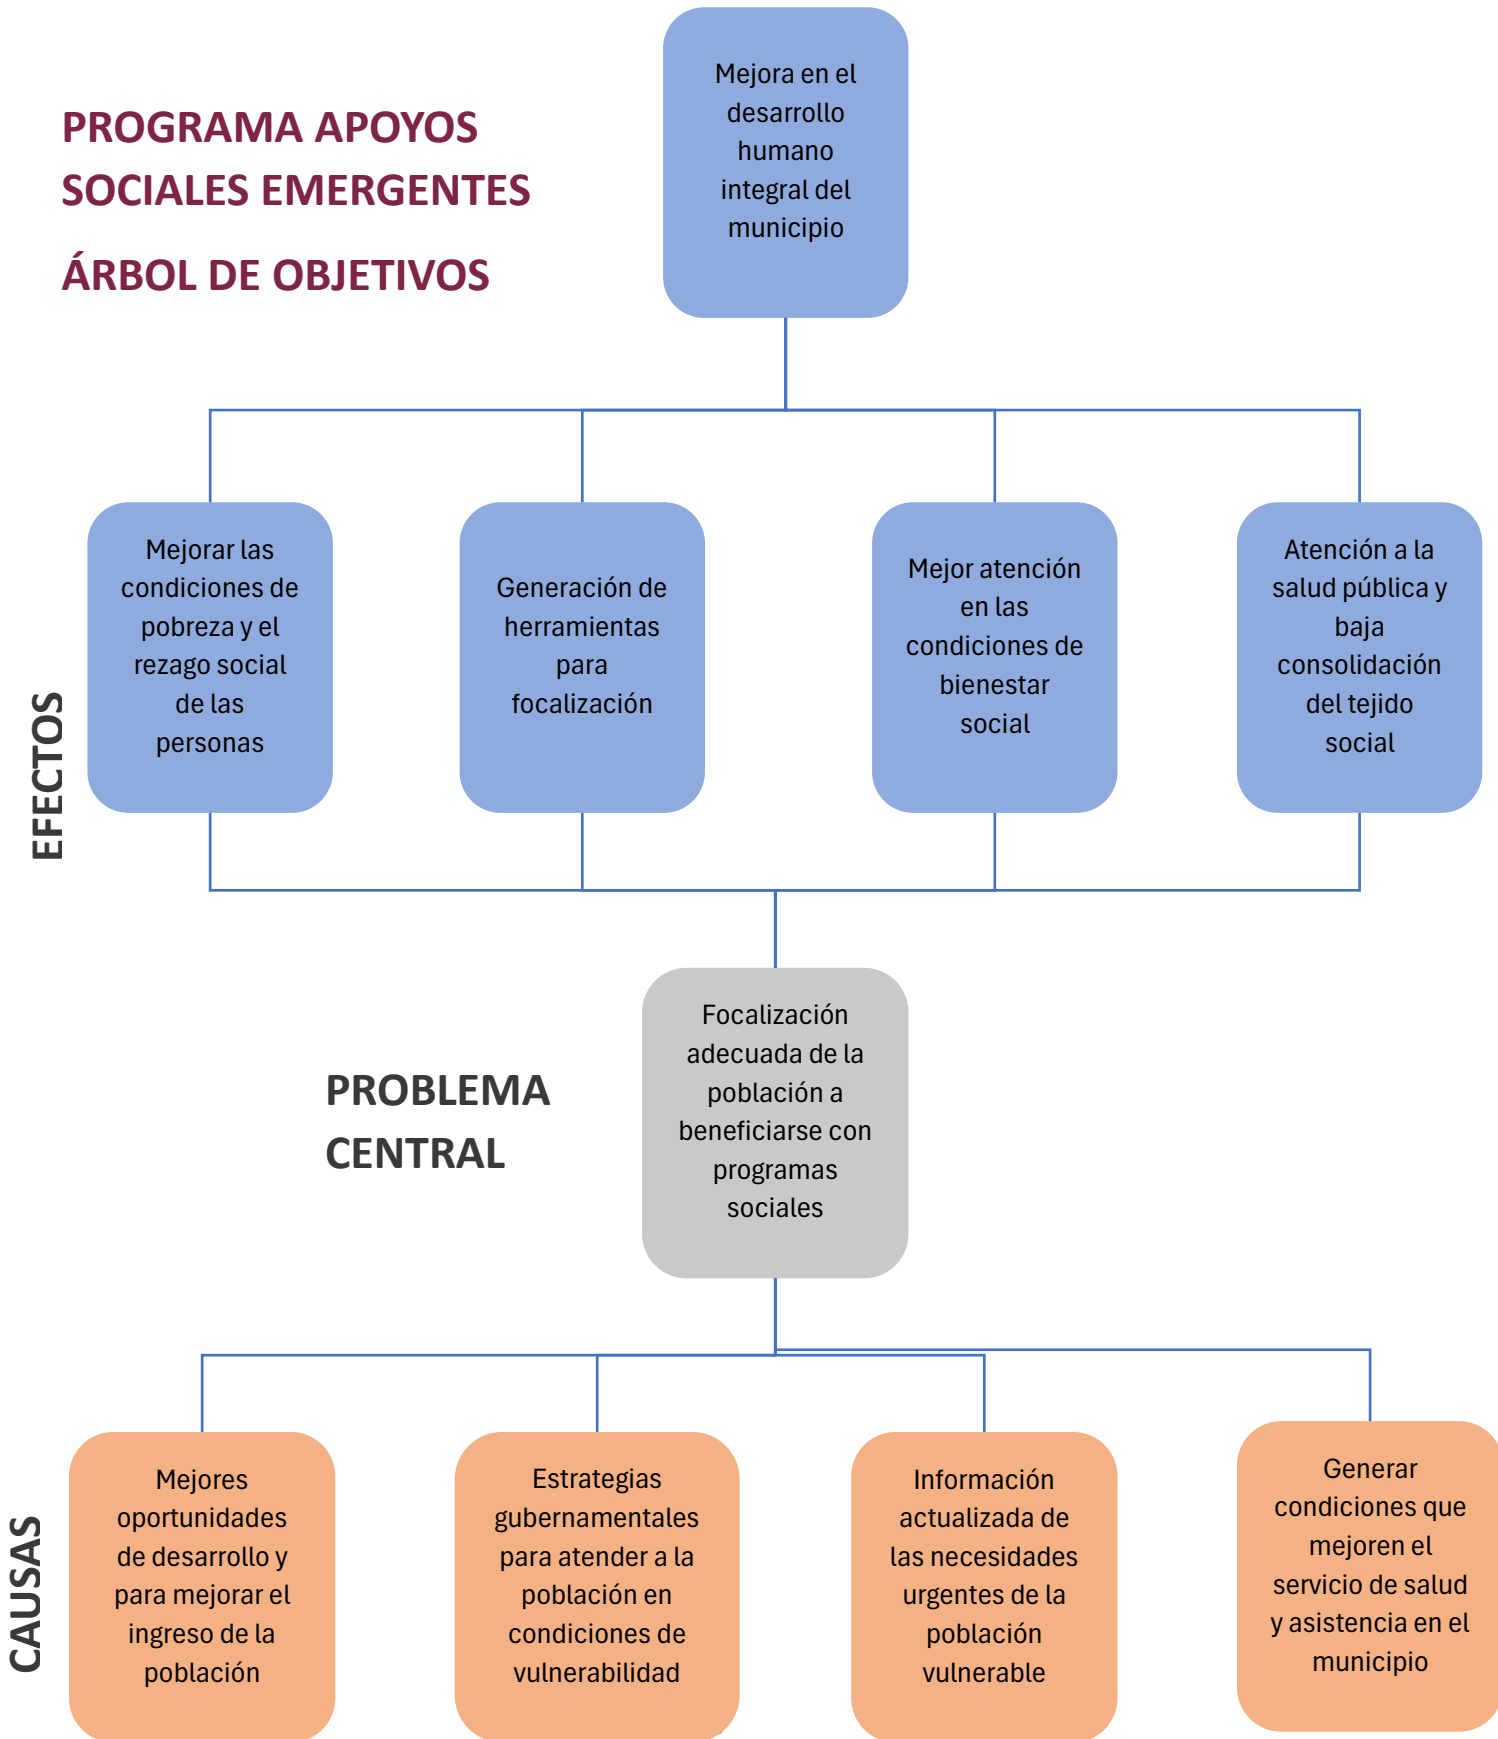 PROGRAMA APOYOS
SOCIALES EMERGENTES
ÁRBOL DE OBJETIVOS
Mejora en el
desarrollo
humano
integral del
municipio
EFECTOS
Mejorar las
condiciones de
pobreza y el
rezago social
de las
personas
Generación de
herramientas
para
focalización
Mejor atención
en las
condiciones de
bienestar
social
Atención a la
salud pública y
baja
consolidación
del tejido
social
PROBLEMA
CENTRAL
Focalización
adecuada de la
población a
beneficiarse con
programas
sociales
CAUSAS
Mejores
oportunidades
de desarrollo y
para mejorar el
ingreso de la
población
Estrategias
gubernamentales
para atender a la
población en
condiciones de
vulnerabilidad
Información
actualizada de
las necesidades
urgentes de la
población
vulnerable
Generar
condiciones que
mejoren el
servicio de salud
y asistencia en el
municipio